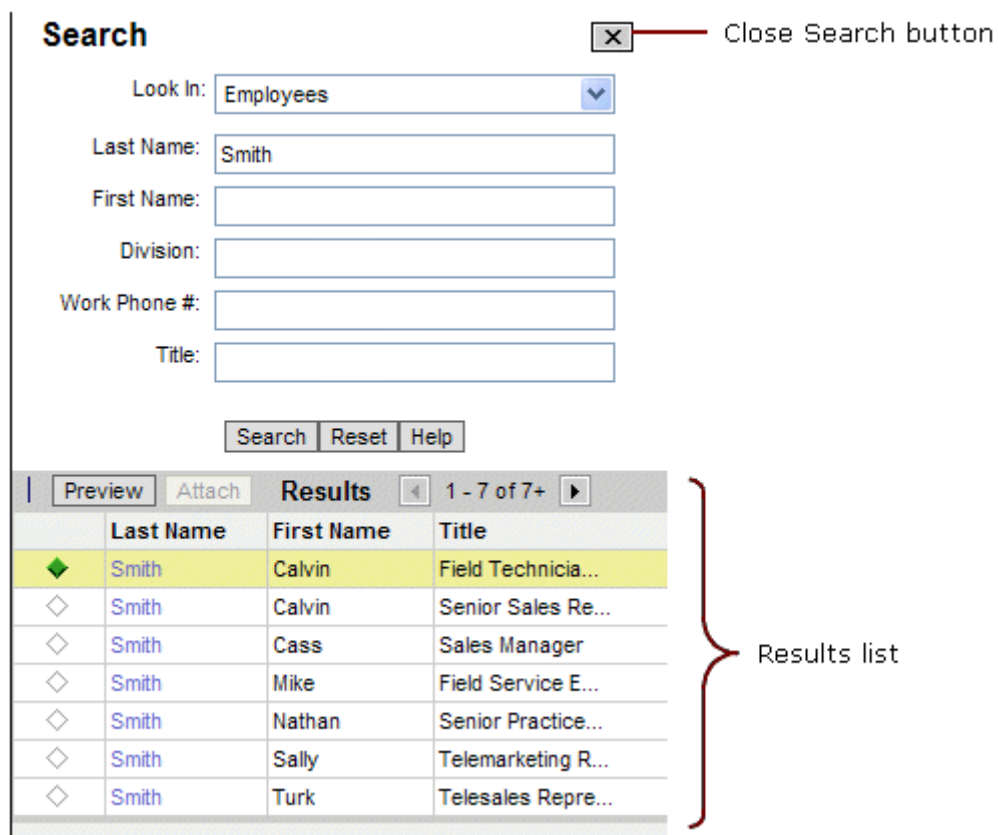 Search
Close Search button
Look In: Employees
Last Name: Smith
First Name:
Division:
Work Phone #:
Title:
Search Reset Help
Preview Attach Results 1 - 7 of 7+
Last Name First Name Title
Smith Calvin Field Technicia...
Smith Calvin Senior Sales Re...
Smith Cass Sales Manager
Smith Mike Field Service E...
Smith Nathan Senior Practice...
Smith Sally Telemarketing R...
Smith Turk Telesales Repre...
Results list